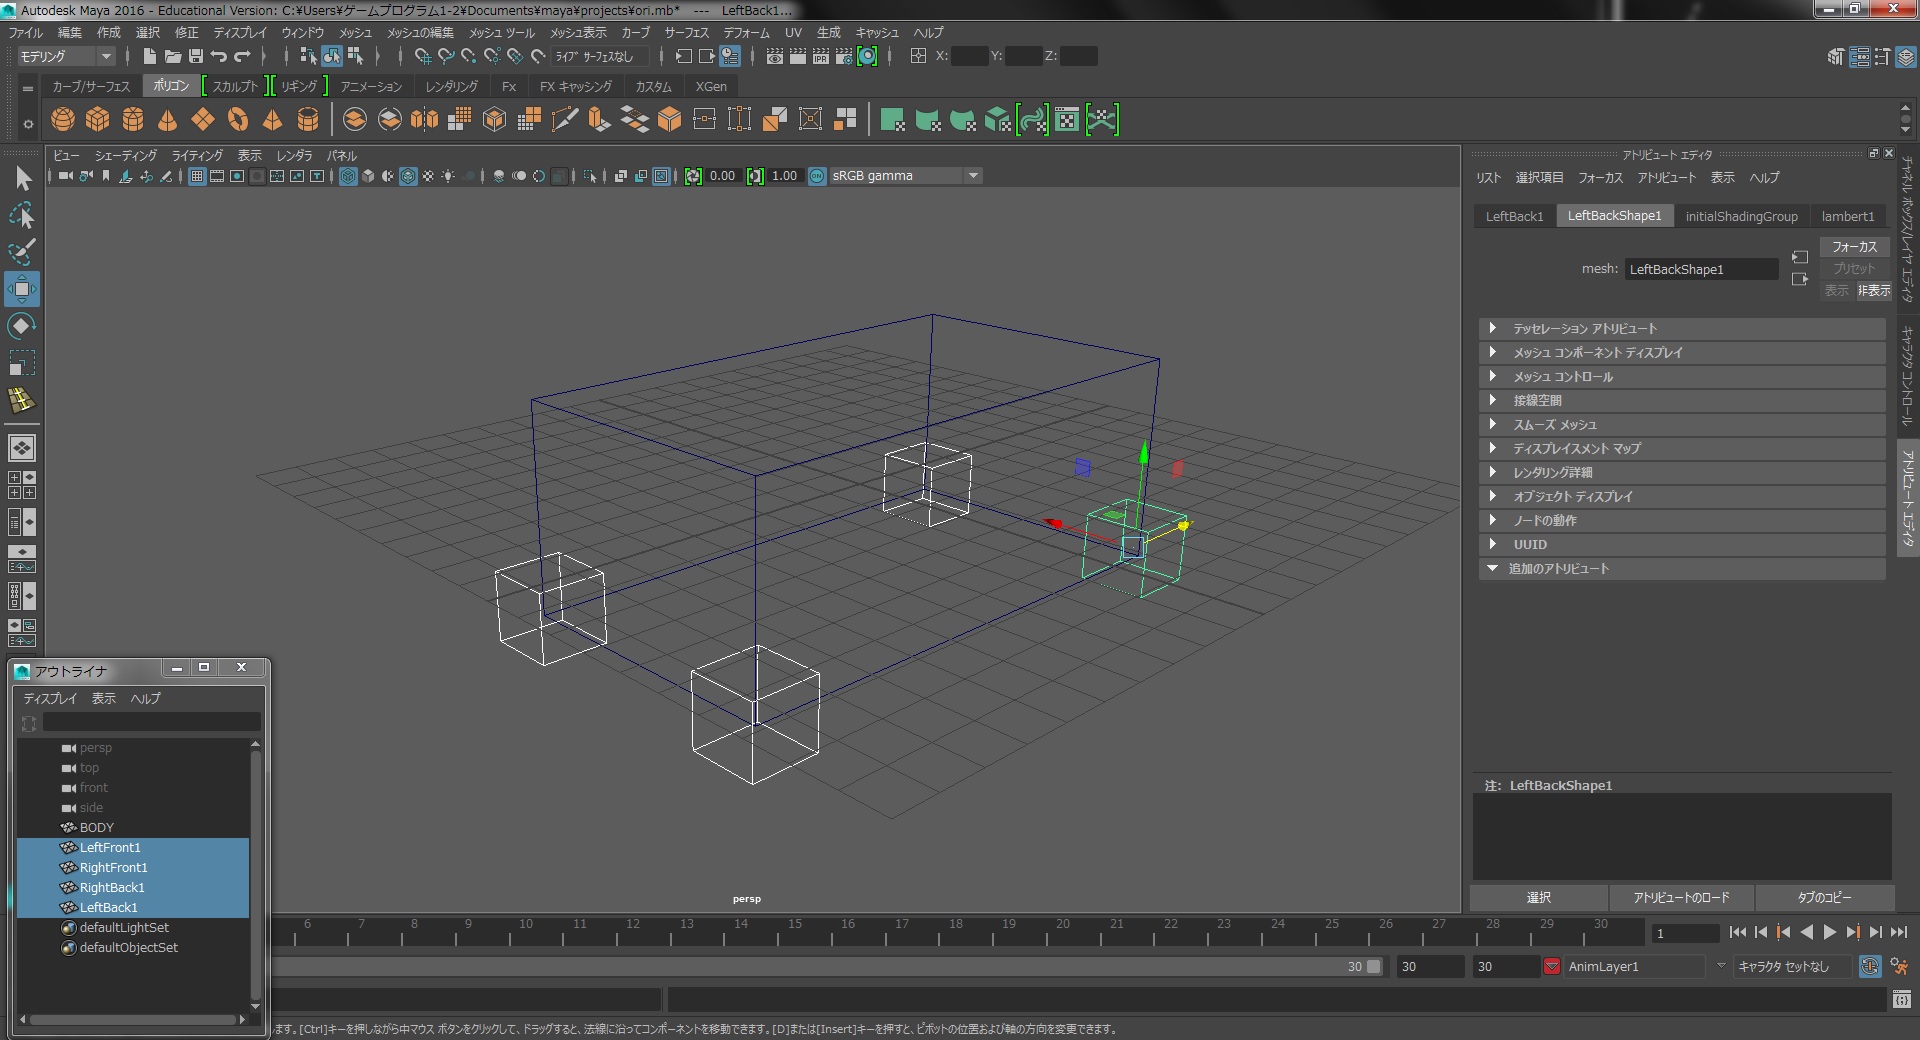 Autodesk Maya 2016 - Educational Version: C:¥Users¥ゲームプログラム1-2¥Documents¥maya¥projects¥ori.mb*   ---   LeftBack1...
ファイル 編集 作成 選択 修正 ディスプレイ ウィンドウ メッシュ メッシュの編集 メッシュ ツール メッシュ表示 カーブ サーフェス デフォーム UV 生成 キャッシュ ヘルプ
モデリング ライブ サーフェスなし IPR X: Y: Z:
カーブ/サーフェス ポリゴン スカルプト リギング アニメーション レンダリング Fx FX キャッシング カスタム XGen
ビュー シェーディング ライティング 表示 レンダラ パネル
0.00 1.00 ON sRGB gamma
persp
アトリビュート エディタ
リスト 選択項目 フォーカス アトリビュート 表示 ヘルプ
LeftBack1 LeftBackShape1 initialShadingGroup lambert1
フォーカス
mesh: LeftBackShape1
プリセット
表示 非表示
テッセレーション アトリビュート
メッシュ コンポーネント ディスプレイ
メッシュ コントロール
接線空間
スムーズ メッシュ
ディスプレイスメント マップ
レンダリング詳細
オブジェクト ディスプレイ
ノードの動作
UUID
追加のアトリビュート
注: LeftBackShape1
選択 アトリビュートのロード タブのコピー
チャネル ボックス/レイヤ エディタ
キャラクタ コントロール
アトリビュート エディタ
アウトライナ
ディスプレイ 表示 ヘルプ
persp
top
front
side
BODY
LeftFront1
RightFront1
RightBack1
LeftBack1
defaultLightSet
defaultObjectSet
6 7 8 9 10 11 12 13 14 15 16 17 18 19 20 21 22 23 24 25 26 27 28 29 30
1
30 30 30 AnimLayer1 キャラクタ セットなし
ます。[Ctrl]キーを押しながら中マウス ボタンをクリックして、ドラッグすると、法線に沿ってコンポーネントを移動できます。[D]または[Insert]キーを押すと、ピボットの位置および軸の方向を変更できます。